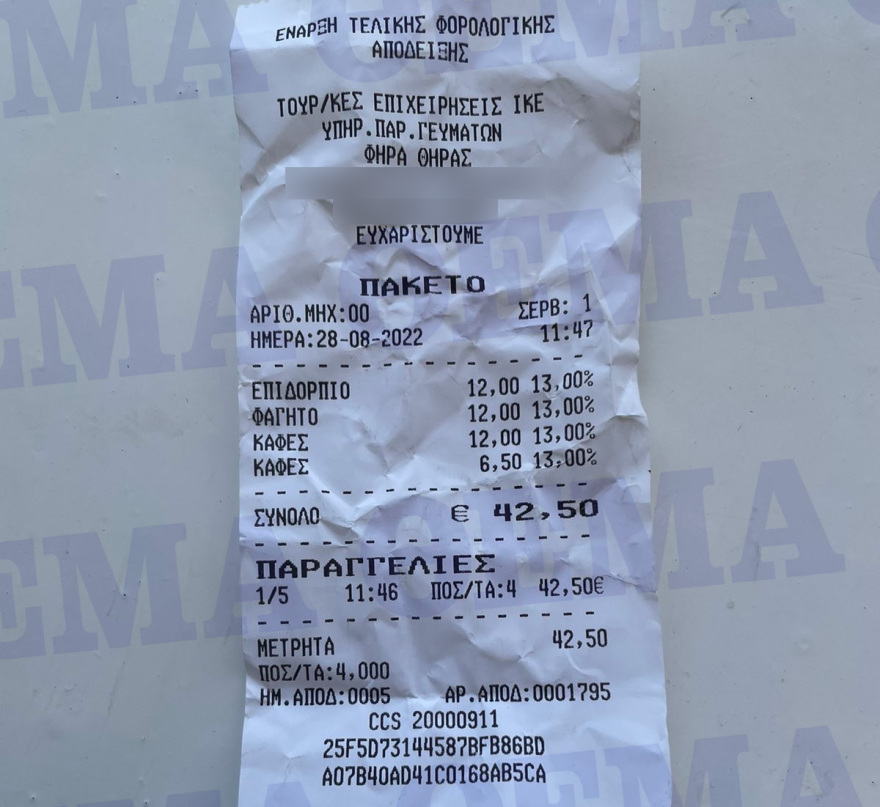 ΕΝΑΡΞΗ ΤΕΛΙΚΗΣ ΦΟΡΟΛΟΓΙΚΗΣ
ΑΠΟΔΕΙΞΗΣ
ΤΟΥΡ/ΚΕΣ ΕΠΙΧΕΙΡΗΣΕΙΣ ΙΚΕ
ΥΠΗΡ.ΠΑΡ.ΓΕΥΜΑΤΩΝ
ΦΗΡΑ ΘΗΡΑΣ
ΕΥΧΑΡΙΣΤΟΥΜΕ
ΠΑΚΕΤΟ
ΑΡΙΘ.ΜΗΧ:00 ΣΕΡΒ: 1
ΗΜΕΡΑ:28-08-2022 11:47
ΕΠΙΔΟΡΠΙΟ 12,00 13,00%
ΦΑΓΗΤΟ 12,00 13,00%
ΚΑΦΕΣ 12,00 13,00%
ΚΑΦΕΣ 6,50 13,00%
ΣΥΝΟΛΟ € 42,50
ΠΑΡΑΓΓΕΛΙΕΣ
1/5 11:46 ΠΟΣ/ΤΑ:4 42,50€
ΜΕΤΡΗΤΑ 42,50
ΠΟΣ/ΤΑ:4,000
ΗΜ.ΑΠΟΔ:0005 ΑΡ.ΑΠΟΔ:0001795
CCS 20000911
25F5D73144587BFB86BD
A07B40AD41C0168AB5CA